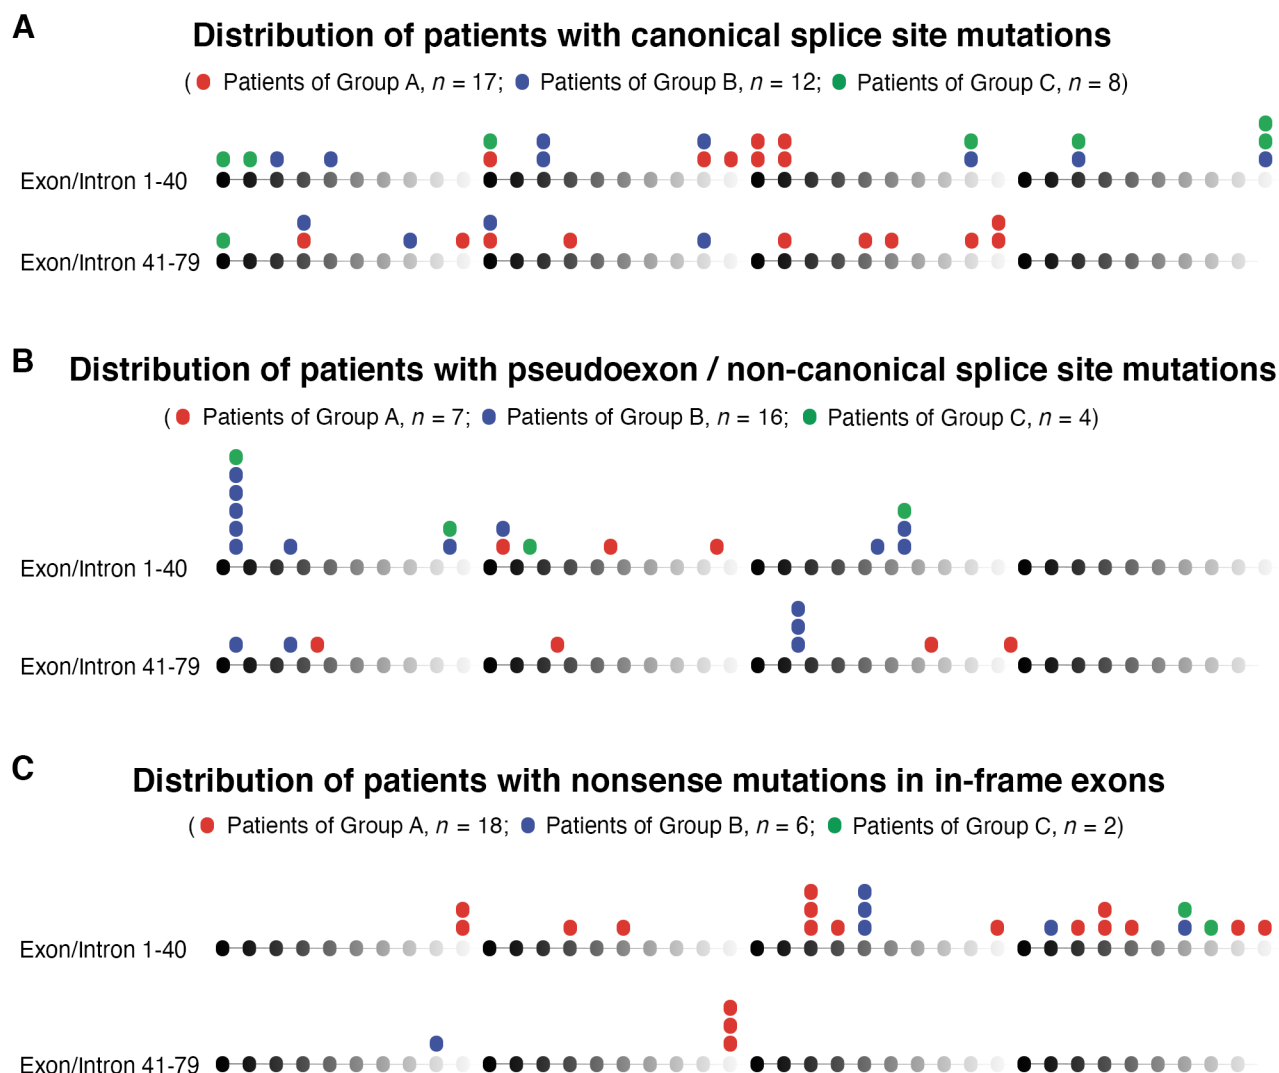 A
Distribution of patients with canonical splice site mutations
( Patients of Group A, n = 17; Patients of Group B, n = 12; Patients of Group C, n = 8)
Exon/Intron 1-40
Exon/Intron 41-79
B
Distribution of patients with pseudoexon / non-canonical splice site mutations
( Patients of Group A, n = 7; Patients of Group B, n = 16; Patients of Group C, n = 4)
Exon/Intron 1-40
Exon/Intron 41-79
C
Distribution of patients with nonsense mutations in in-frame exons
( Patients of Group A, n = 18; Patients of Group B, n = 6; Patients of Group C, n = 2)
Exon/Intron 1-40
Exon/Intron 41-79